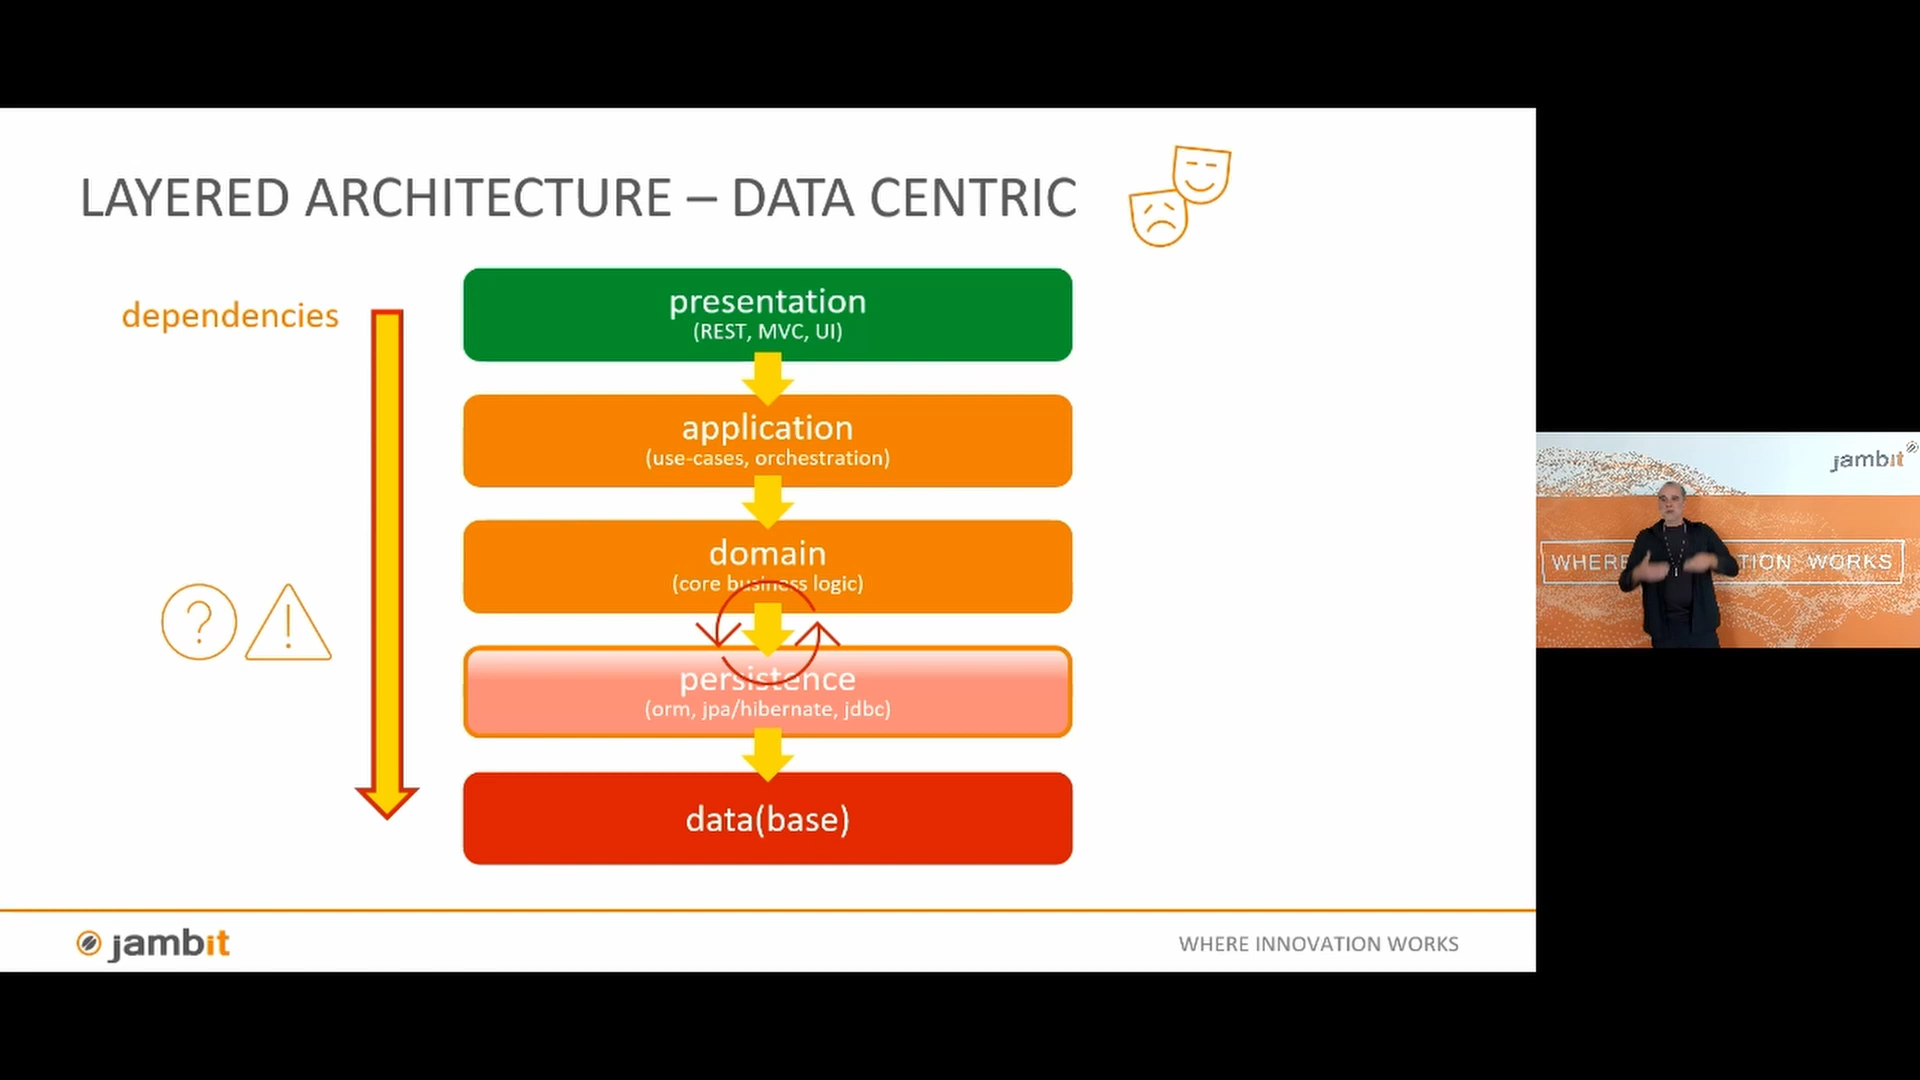 LAYERED ARCHITECTURE – DATA CENTRIC
dependencies
presentation
(REST, MVC, UI)
application
(use-cases, orchestration)
domain
(core business logic)
?
!
persistence
(orm, jpa/hibernate, jdbc)
data(base)
jambit
WHERE INNOVATION WORKS
jambit
WHERE TION WORKS